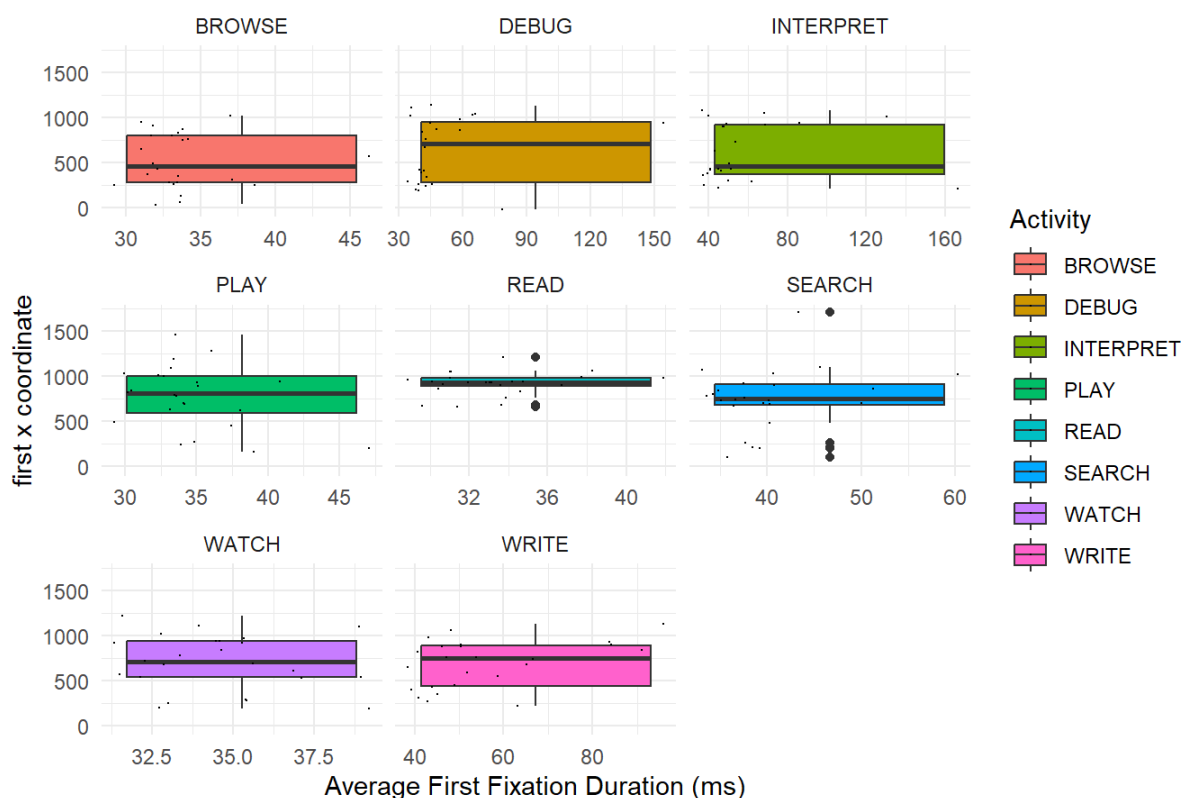 BROWSE DEBUG INTERPRET
1500
1000
500
0
30 35 40 45 30 60 90 120 150 40 80 120 160
PLAY READ SEARCH
1500
1000
500
0
30 35 40 45 32 36 40 40 50 60
WATCH WRITE
1500
1000
500
0
32.5 35.0 37.5 40 60 80
Average First Fixation Duration (ms)
first x coordinate
Activity
BROWSE
DEBUG
INTERPRET
PLAY
READ
SEARCH
WATCH
WRITE